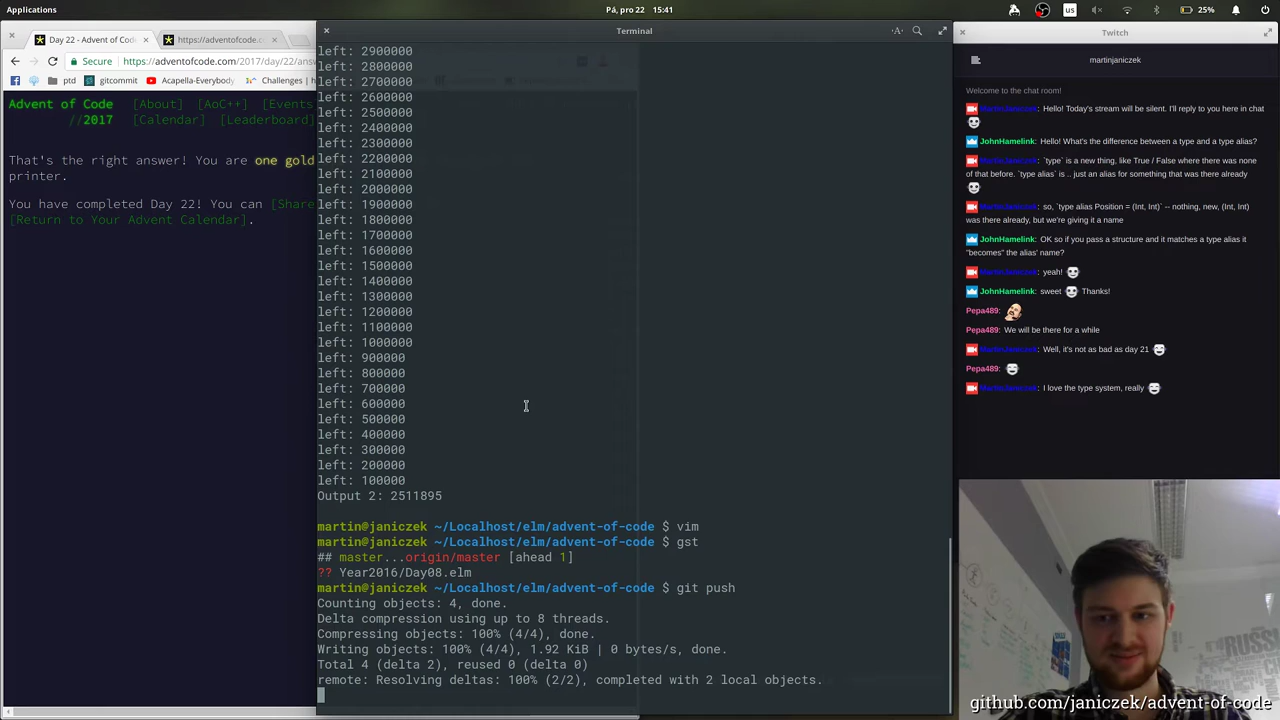 Applications
Pá, pro 22 15:41
us
25%
Day 22 - Advent of Cod
https://adventofcode.c
Secure
https://adventofcode.com/2017/day/22/answ
ptd
gitcommit
Acapella-Everybody
Challenges | h
Advent of Code [About] [AoC++] [Events
//2017 [Calendar] [Leaderboard]
That's the right answer! You are one gold
printer.
You have completed Day 22! You can [Share
[Return to Your Advent Calendar].
Terminal
left: 2900000
left: 2800000
left: 2700000
left: 2600000
left: 2500000
left: 2400000
left: 2300000
left: 2200000
left: 2100000
left: 2000000
left: 1900000
left: 1800000
left: 1700000
left: 1600000
left: 1500000
left: 1400000
left: 1300000
left: 1200000
left: 1100000
left: 1000000
left: 900000
left: 800000
left: 700000
left: 600000
left: 500000
left: 400000
left: 300000
left: 200000
left: 100000
Output 2: 2511895
martin@janiczek ~/Localhost/elm/advent-of-code $ vim
martin@janiczek ~/Localhost/elm/advent-of-code $ gst
## master...origin/master [ahead 1]
?? Year2016/Day08.elm
martin@janiczek ~/Localhost/elm/advent-of-code $ git push
Counting objects: 4, done.
Delta compression using up to 8 threads.
Compressing objects: 100% (4/4), done.
Writing objects: 100% (4/4), 1.92 KiB | 0 bytes/s, done.
Total 4 (delta 2), reused 0 (delta 0)
remote: Resolving deltas: 100% (2/2), completed with 2 local objects.
Twitch
martinjaniczek
Welcome to the chat room!
MartinJaniczek: Hello! Today's stream will be silent. I'll reply to you here in chat
JohnHamelink: Hello! What's the difference between a type and a type alias?
MartinJaniczek: `type` is a new thing, like True / False where there was none
of that before. `type alias` is .. just an alias for something that was there already
MartinJaniczek: so, `type alias Position = (Int, Int)` -- nothing, new, (Int, Int)
was there already, but we're giving it a name
JohnHamelink: OK so if you pass a structure and it matches a type alias it
"becomes" the alias' name?
MartinJaniczek: yeah!
JohnHamelink: sweet Thanks!
Pepa489:
Pepa489: We will be there for a while
MartinJaniczek: Well, it's not as bad as day 21
Pepa489:
MartinJaniczek: I love the type system, really
github.com/janiczek/advent-of-code